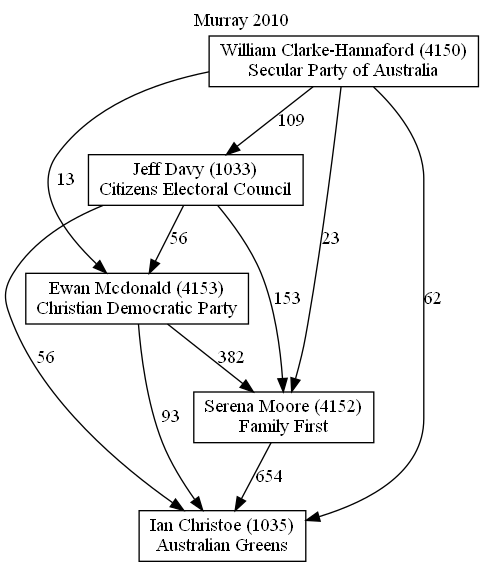 Murray 2010
William Clarke-Hannaford (4150)
Secular Party of Australia
109
Jeff Davy (1033)
Citizens Electoral Council
13
56
23
Ewan Mcdonald (4153)
Christian Democratic Party
153
62
56
382
Serena Moore (4152)
Family First
93
654
Ian Christoe (1035)
Australian Greens